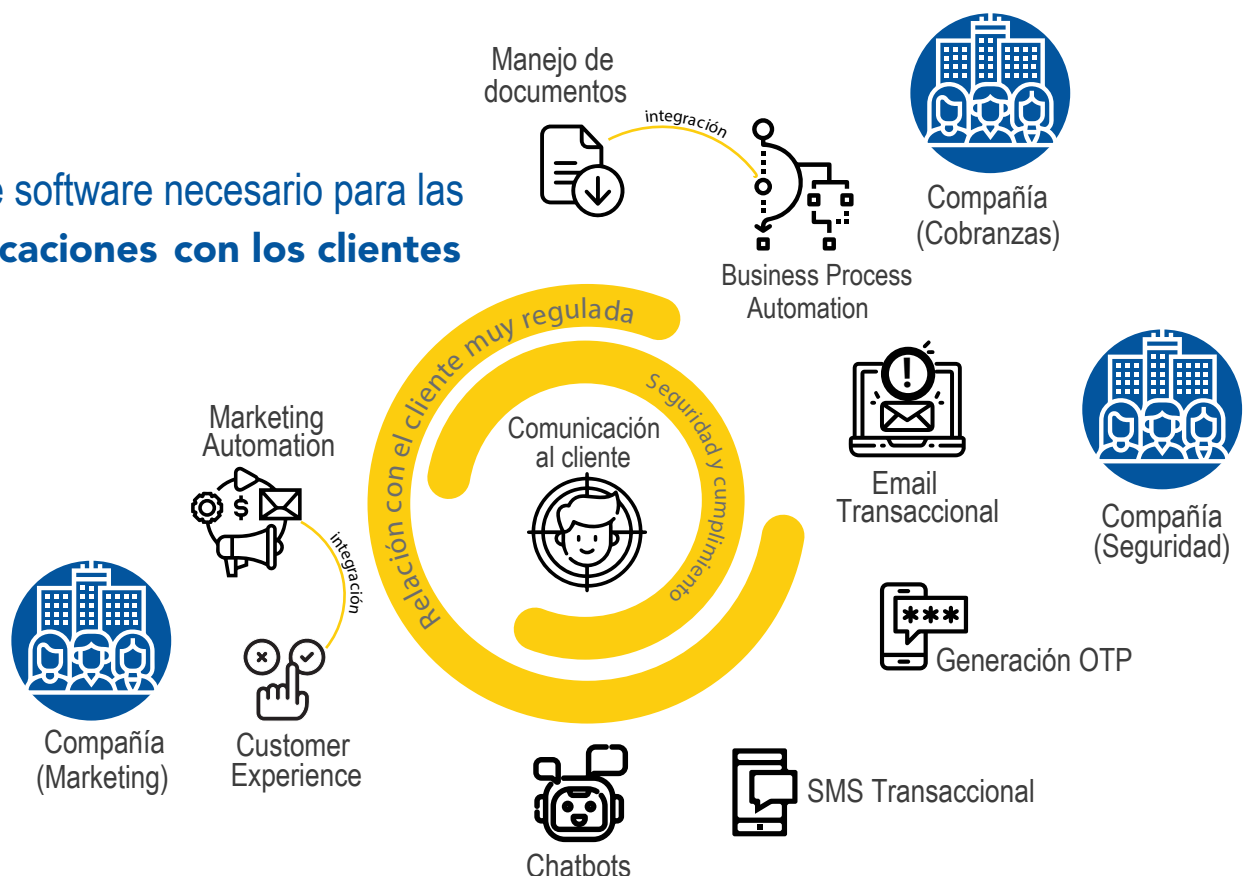 Manejo de
documentos
integración
Compañía
(Cobranzas)
e software necesario para las
caciones con los clientes
Business Process
Automation
Relación con el cliente muy regulada
Seguridad y cumplimiento
Comunicación
al cliente
Marketing
Automation
integración
Email
Transaccional
Compañía
(Seguridad)
***
Generación OTP
$
Compañía
(Marketing)
Customer
Experience
SMS Transaccional
Chatbots